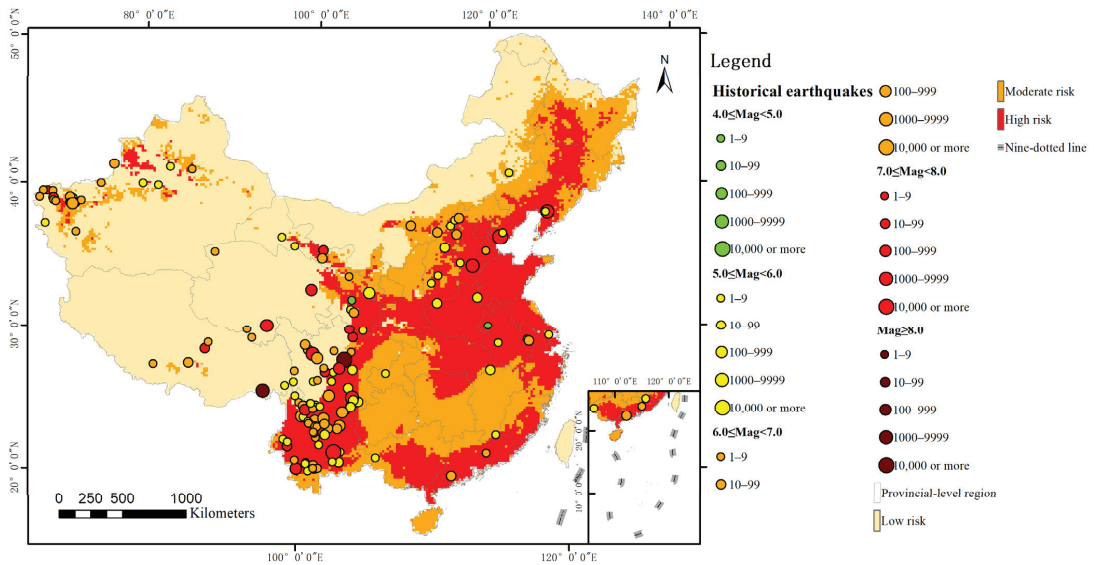 80° 0′0″E
100° 0′0″E
120° 0′0″E
140° 0′0″E
50° 0′0″N
40° 0′0″N
30° 0′0″N
20° 0′0″N
N
0 250 500 1000
Kilometers
100° 0′0″E
120° 0′0″E
110° 0′0″E 120° 0′0″E
20° 0′0″N
10° 0′0″N
Legend
Historical earthquakes
4.0≤Mag<5.0
1–9
10–99
100–999
1000–9999
10,000 or more
5.0≤Mag<6.0
1–9
10–99
100–999
1000–9999
10,000 or more
6.0≤Mag<7.0
1–9
10–99
100–999
1000–9999
10,000 or more
7.0≤Mag<8.0
1–9
10–99
100–999
1000–9999
10,000 or more
Mag≥8.0
1–9
10–99
100–999
1000–9999
10,000 or more
Provincial-level region
Low risk
Moderate risk
High risk
Nine-dotted line